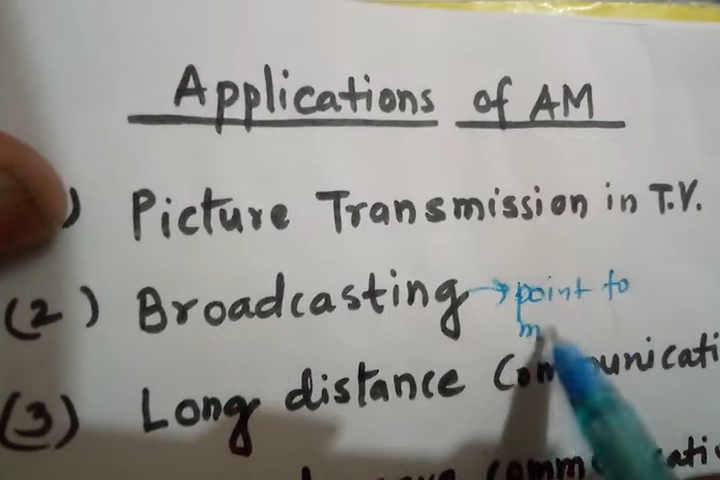 Applications of AM
) Picture Transmission in T.V.
(2) Broadcasting → point to
m
(3) Long distance